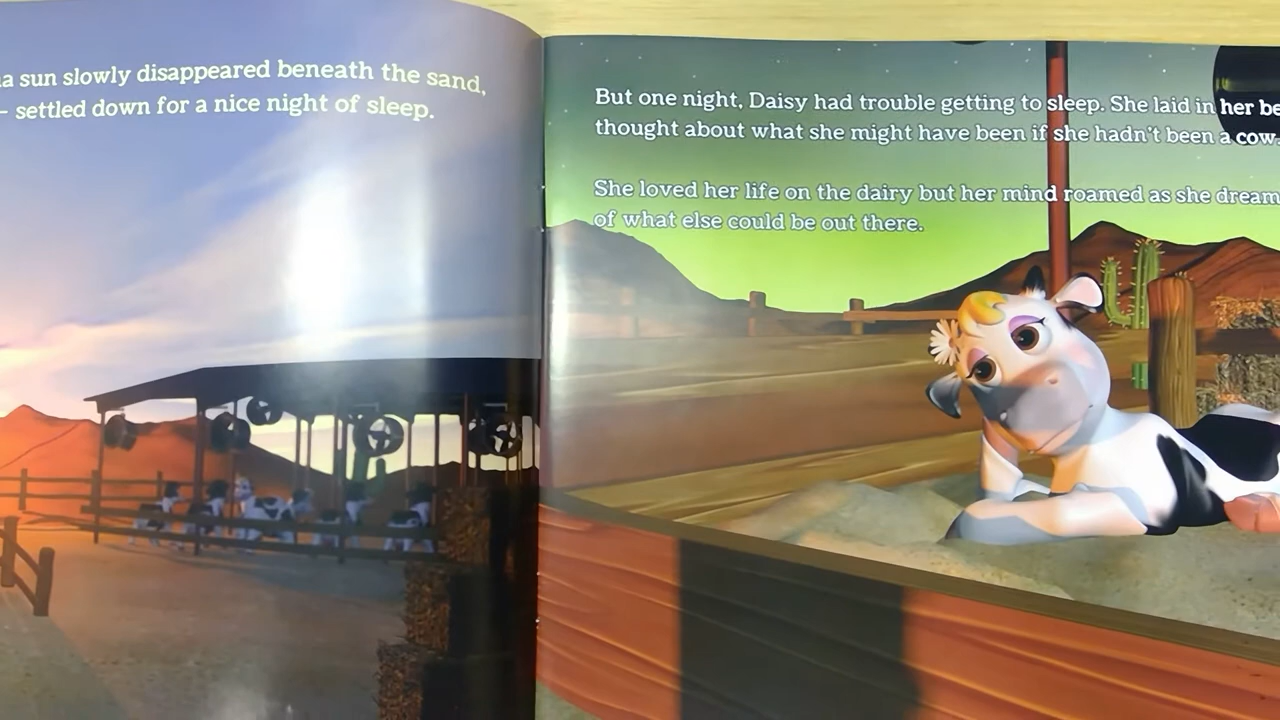 sun slowly disappeared beneath the sand,
– settled down for a nice night of sleep.
But one night, Daisy had trouble getting to sleep. She laid in her
thought about what she might have been if she hadn't been a cow.
She loved her life on the dairy but her mind roamed as she
of what else could be out there.